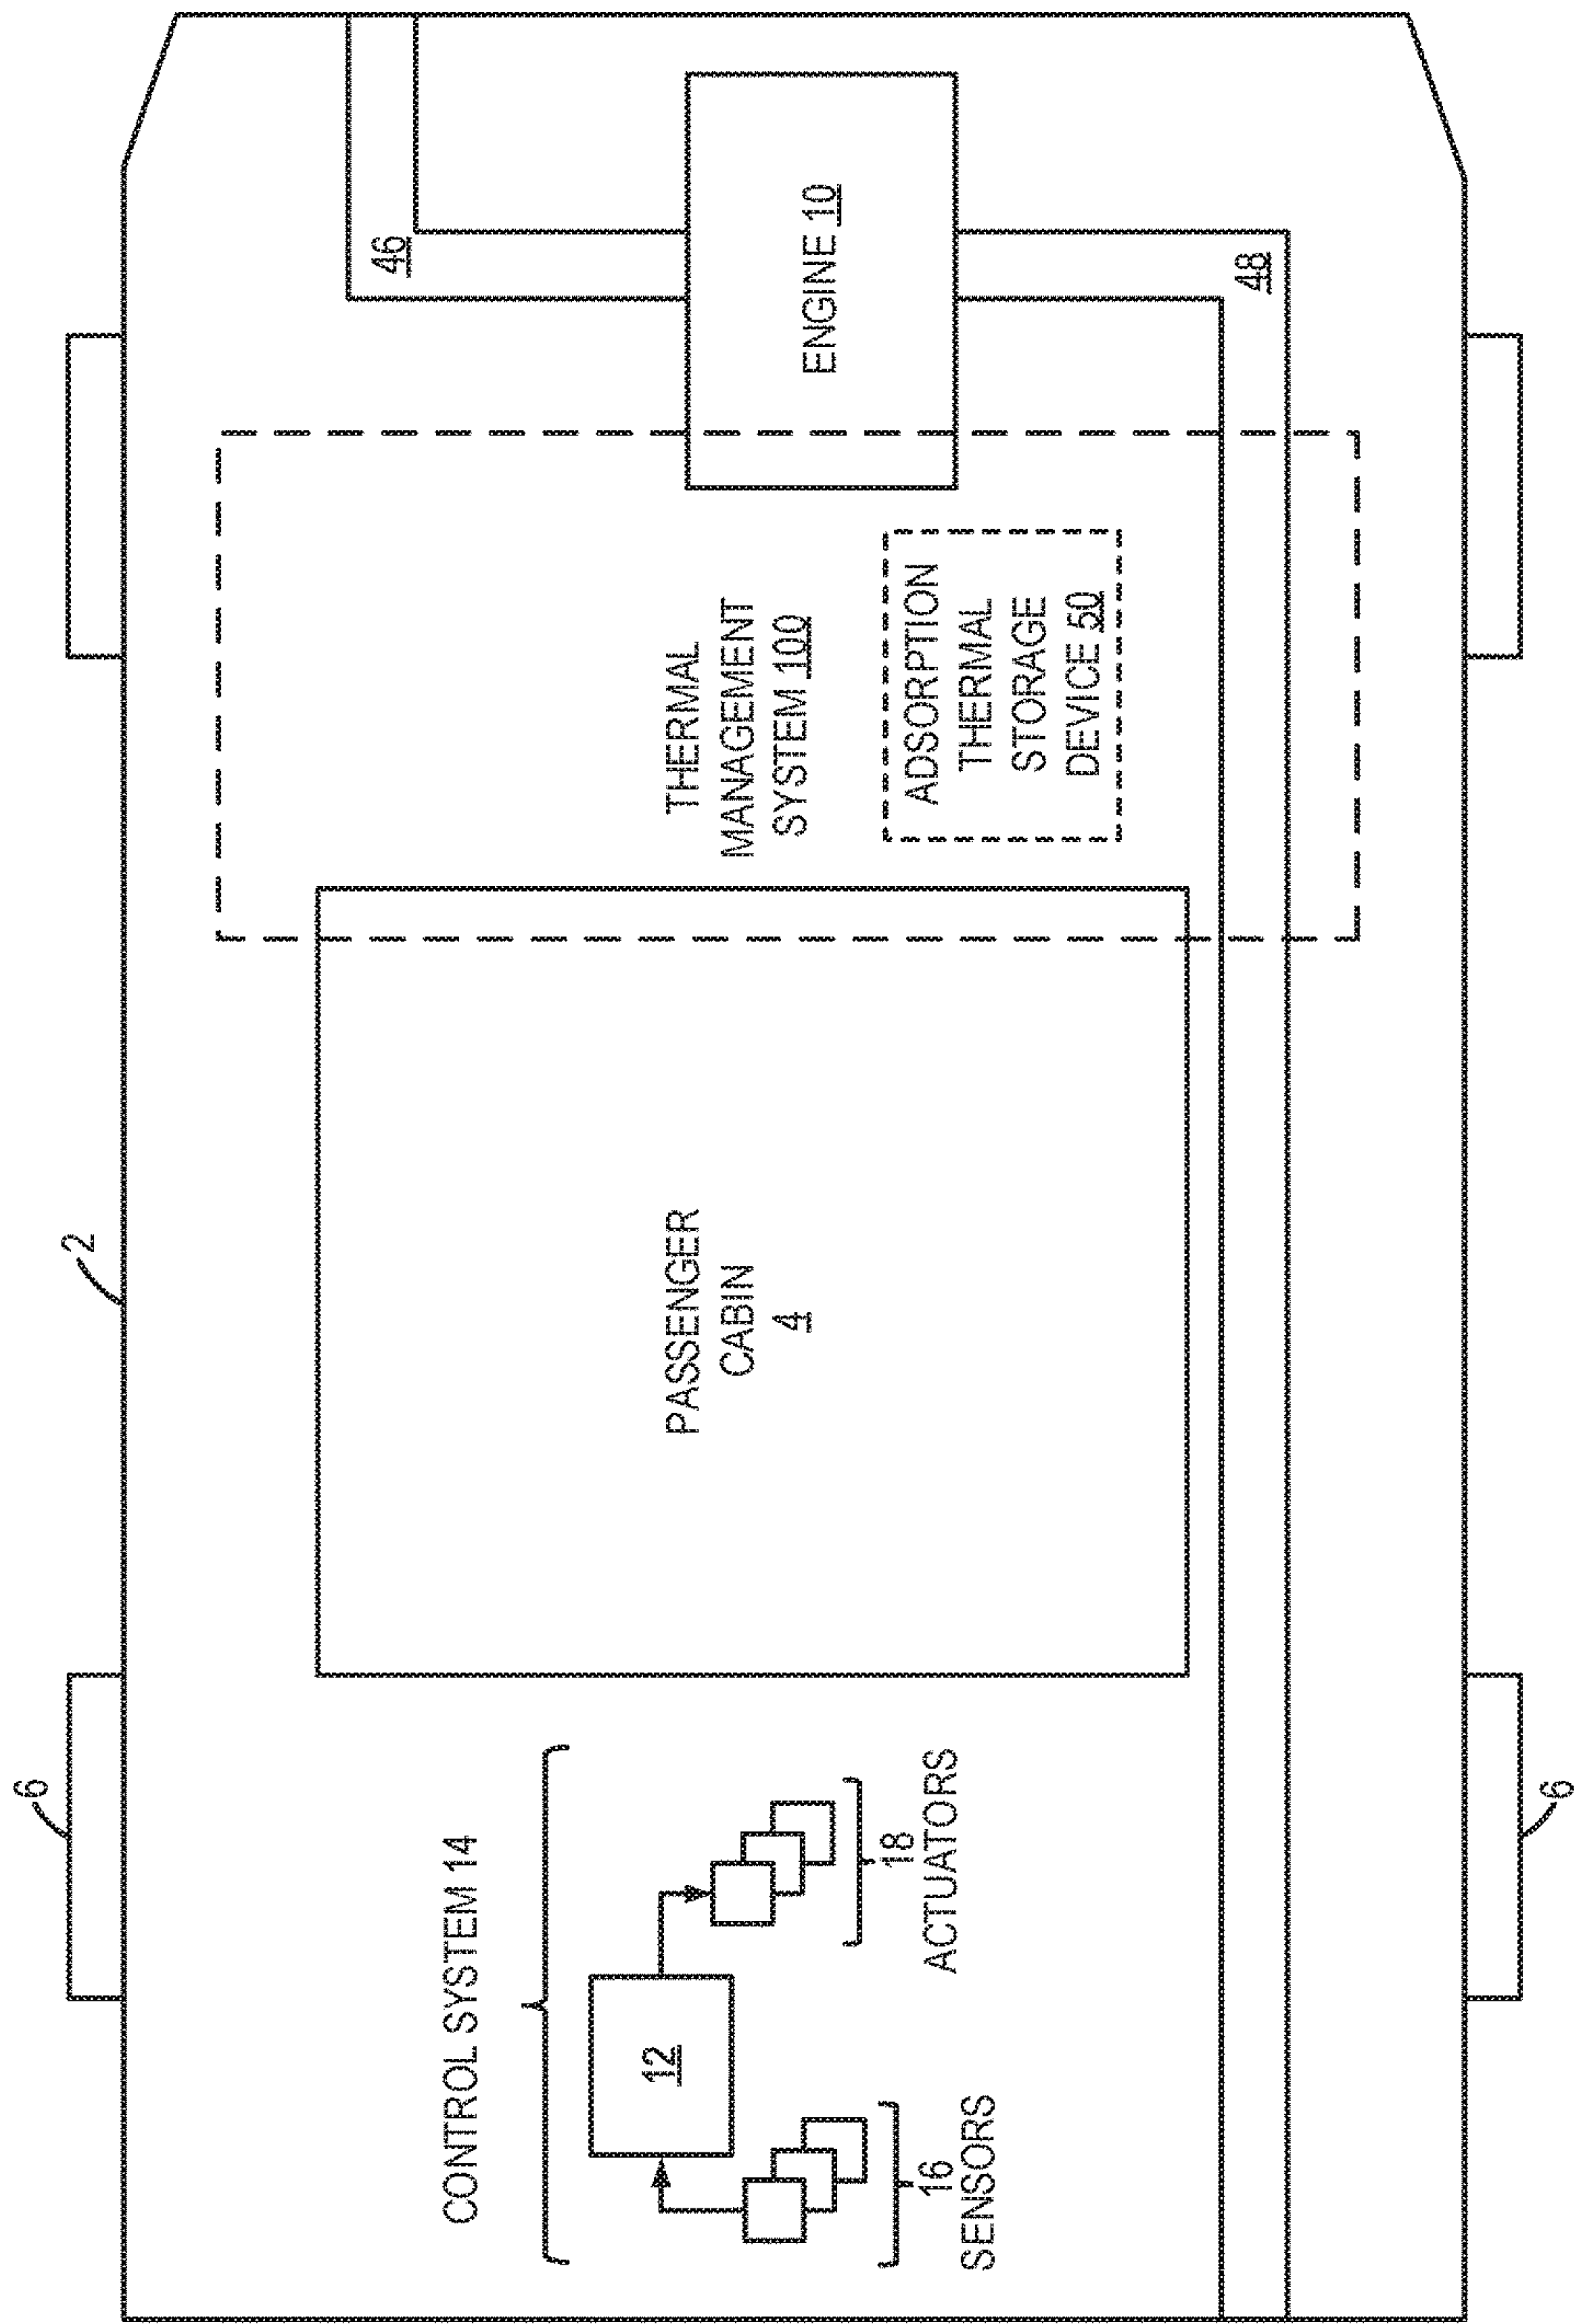 2
6
6
CONTROL SYSTEM 14
12
16
SENSORS
18
ACTUATORS
PASSENGER
CABIN
4
THERMAL
MANAGEMENT
SYSTEM 100
ADSORPTION
THERMAL
STORAGE
DEVICE 50
ENGINE 10
46
48